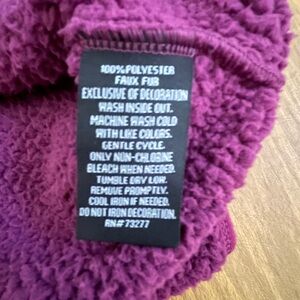 100% POLYESTER
FAUX FUR
EXCLUSIVE OF DECORATION
WASH INSIDE OUT.
MACHINE WASH COLD
WITH LIKE COLORS.
GENTLE CYCLE.
ONLY NON-CHLORINE
BLEACH WHEN NEEDED.
TUMBLE DRY LOW.
REMOVE PROMPTLY.
COOL IRON IF NEEDED.
DO NOT IRON DECORATION.
RN# 73277